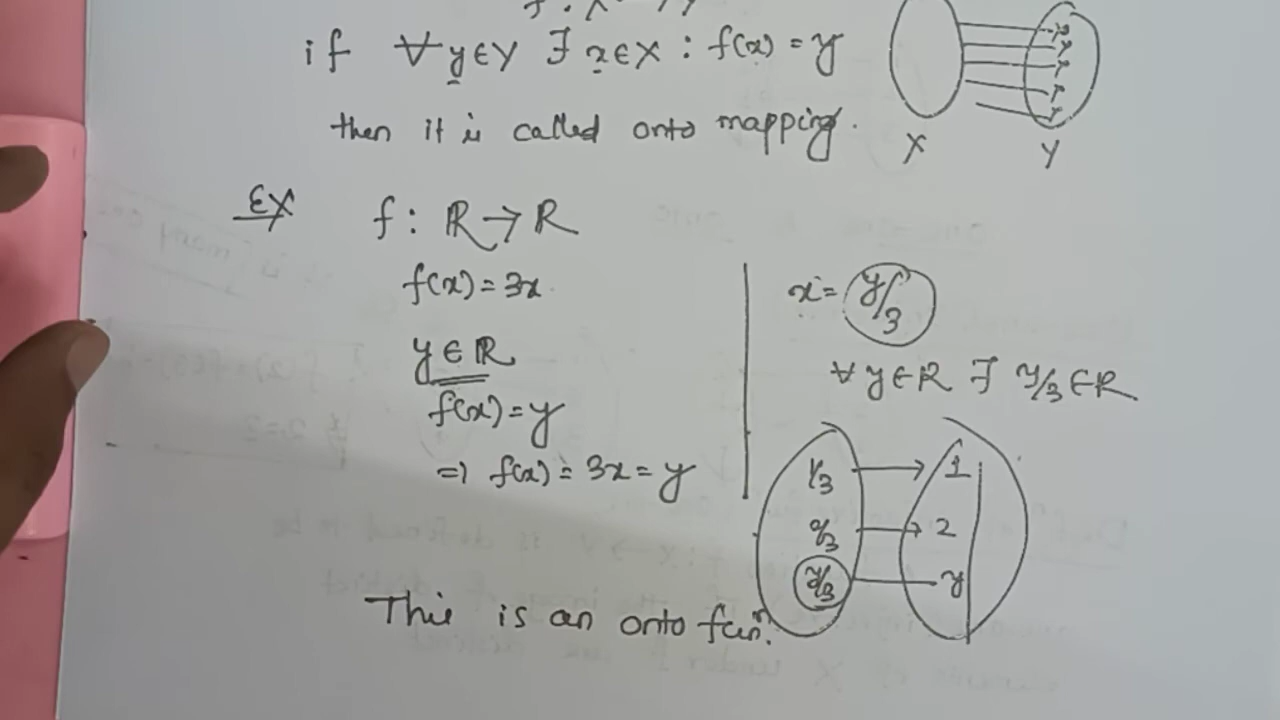 if ∀ y∈Y ∃ x∈X : f(x) = y
then it is called onto mapping.
X
Y
EX
f : R → R
f(x) = 3x
y ∈ R
f(x) = y
⇒ f(x) = 3x = y
x = y/3
∀ y∈R ∃ y/3 ∈ R
1/3 1
2/3 2
y/3 y
This is an onto funⁿ.